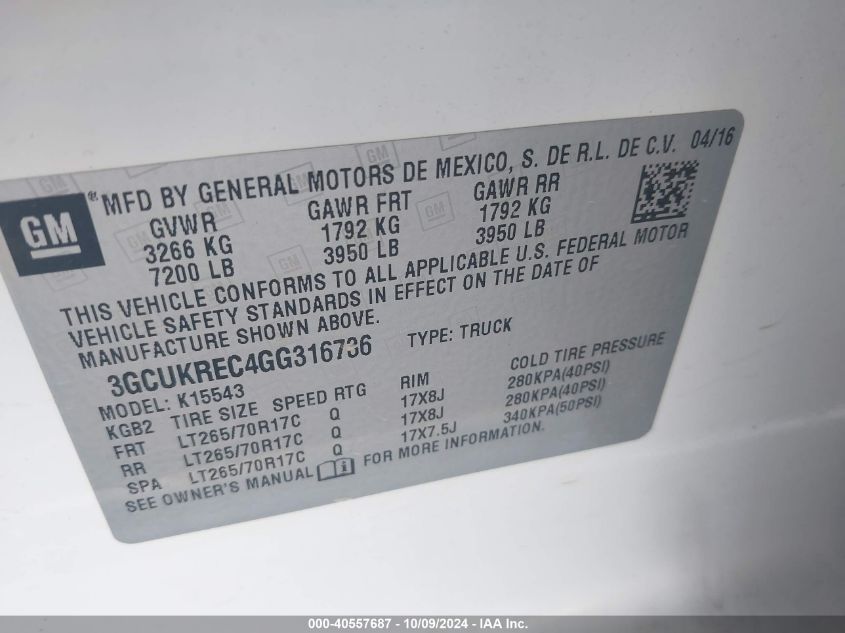 GM
® MFD BY GENERAL MOTORS DE MEXICO, S. DE R.L. DE C.V. 04/16
GVWR GAWR FRT GAWR RR
3266 KG 1792 KG 1792 KG
7200 LB 3950 LB 3950 LB
THIS VEHICLE CONFORMS TO ALL APPLICABLE U.S. FEDERAL MOTOR
VEHICLE SAFETY STANDARDS IN EFFECT ON THE DATE OF
MANUFACTURE SHOWN ABOVE.
3GCUKREC4GG316736 TYPE: TRUCK
MODEL: K15543
KGB2 TIRE SIZE SPEED RTG RIM COLD TIRE PRESSURE
FRT LT265/70R17C Q 17X8J 280KPA(40PSI)
RR LT265/70R17C Q 17X8J 280KPA(40PSI)
SPA LT265/70R17C Q 17X7.5J 340KPA(50PSI)
SEE OWNER'S MANUAL FOR MORE INFORMATION.
000-40557687 - 10/09/2024 - IAA Inc.